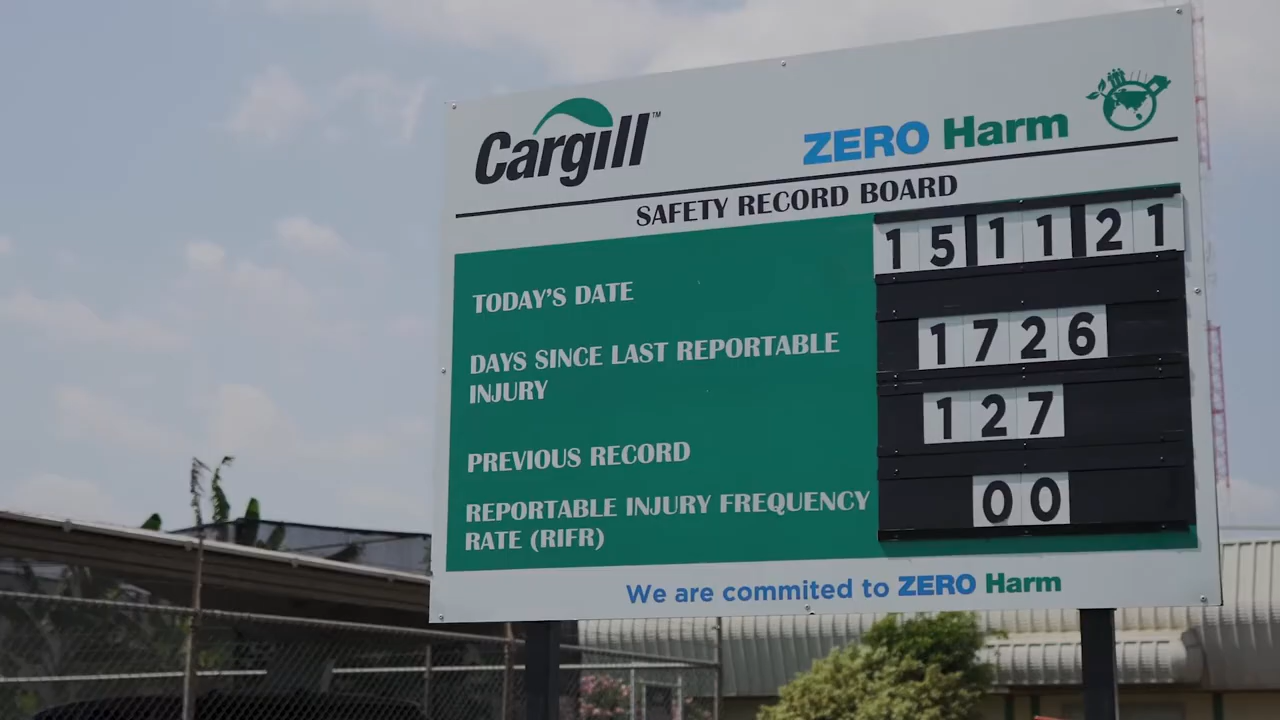 Cargill™
ZERO Harm
SAFETY RECORD BOARD
TODAY'S DATE 15 11 21
DAYS SINCE LAST REPORTABLE
INJURY 1726
PREVIOUS RECORD 127
REPORTABLE INJURY FREQUENCY
RATE (RIFR) 00
We are commited to ZERO Harm